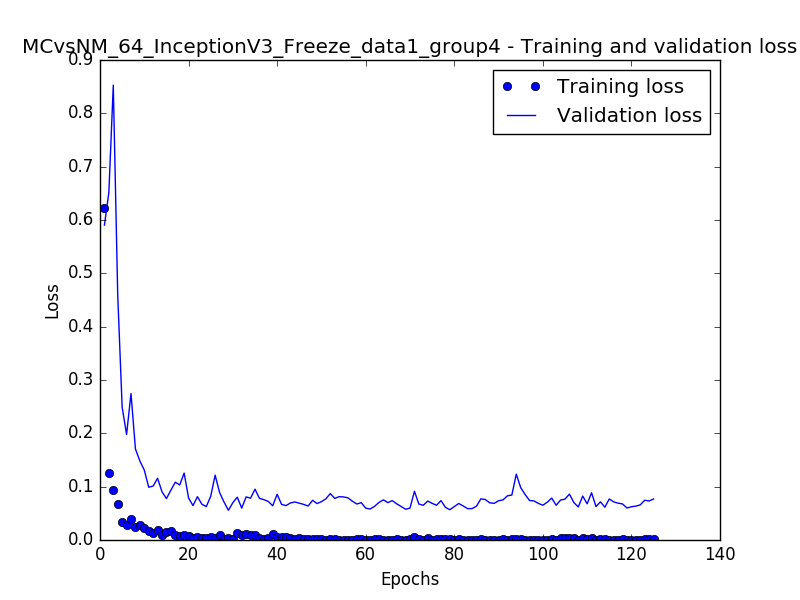 MCvsNM_64_InceptionV3_Freeze_data1_group4 - Training and validation loss
0.9
0.8
0.7
0.6
0.5
0.4
0.3
0.2
0.1
0.0
Loss
Training loss
Validation loss
0 20 40 60 80 100 120 140
Epochs